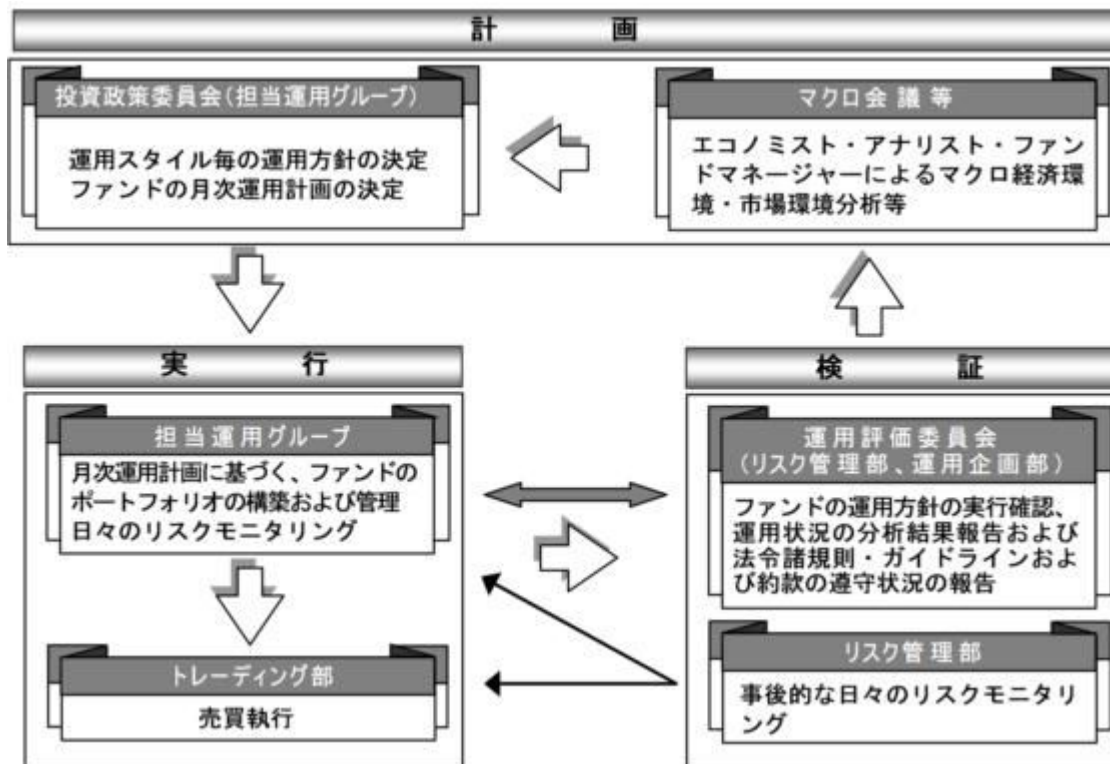 計画
投資政策委員会(担当運用グループ)
運用スタイル毎の運用方針の決定
ファンドの月次運用計画の決定
マクロ会議等
エコノミスト・アナリスト・ファン
ドマネージャーによるマクロ経済環
境・市場環境分析等
実行
担当運用グループ
月次運用計画に基づく、ファンドの
ポートフォリオの構築および管理
日々のリスクモニタリング
トレーディング部
売買執行
検証
運用評価委員会
(リスク管理部、運用企画部)
ファンドの運用方針の実行確認、
運用状況の分析結果報告および
法令諸規則・ガイドラインおよ
び約款の遵守状況の報告
リスク管理部
事後的な日々のリスクモニタリ
ング